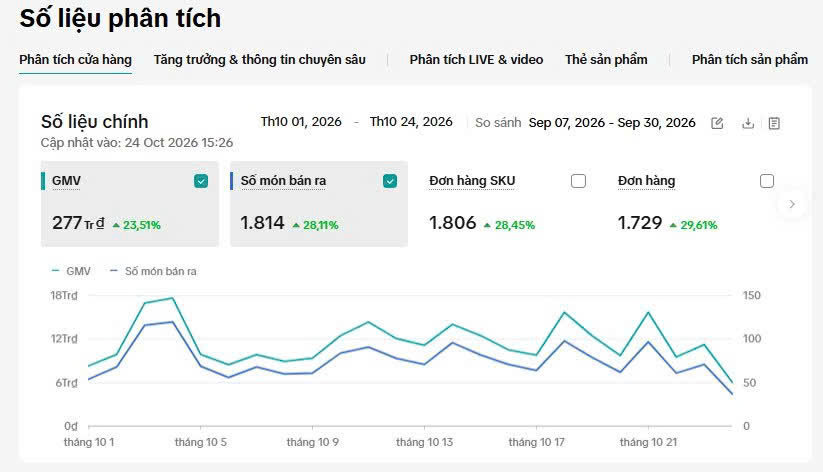 Số liệu phân tích
Phân tích cửa hàng Tăng trưởng & thông tin chuyên sâu Phân tích LIVE & video Thẻ sản phẩm Phân tích sản phẩm
Số liệu chính Th10 01, 2026 - Th10 24, 2026 So sánh Sep 07, 2026 - Sep 30, 2026
Cập nhật vào: 24 Oct 2026 15:26
GMV Số món bán ra Đơn hàng SKU Đơn hàng
277 Tr ₫ 23,51% 1.814 28,11% 1.806 28,45% 1.729 29,61%
GMV Số món bán ra
18Tr₫ 150
12Tr₫ 100
6Tr₫ 50
0₫ 0
tháng 10 1 tháng 10 5 tháng 10 9 tháng 10 13 tháng 10 17 tháng 10 21